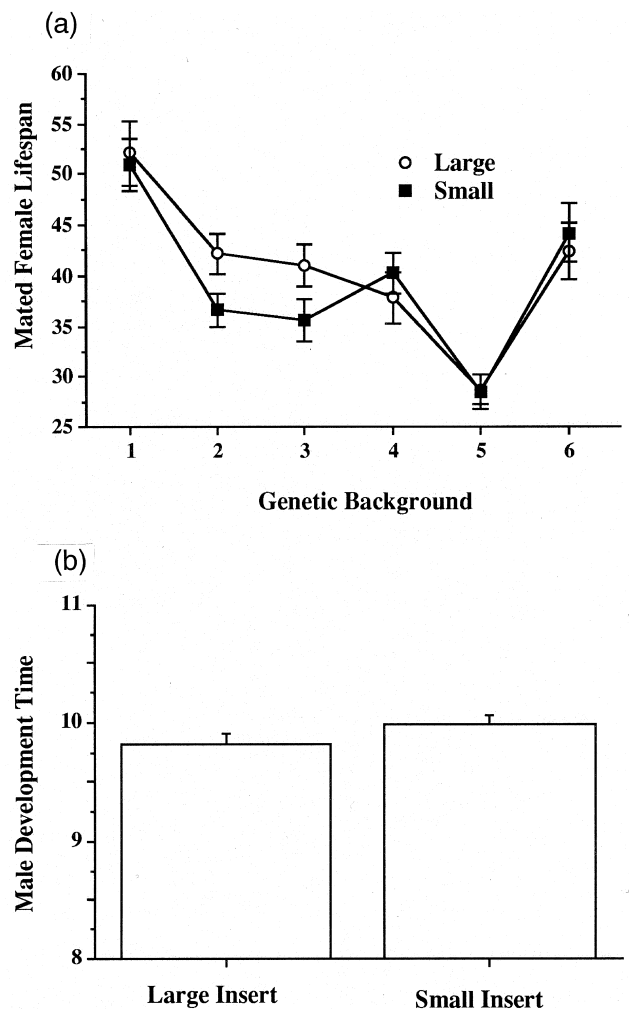 (a)
60
55
50
45
40
35
30
25
Mated Female Lifespan
Large
Small
1 2 3 4 5 6
Genetic Background
(b)
11
10
9
8
Male Development Time
Large Insert Small Insert